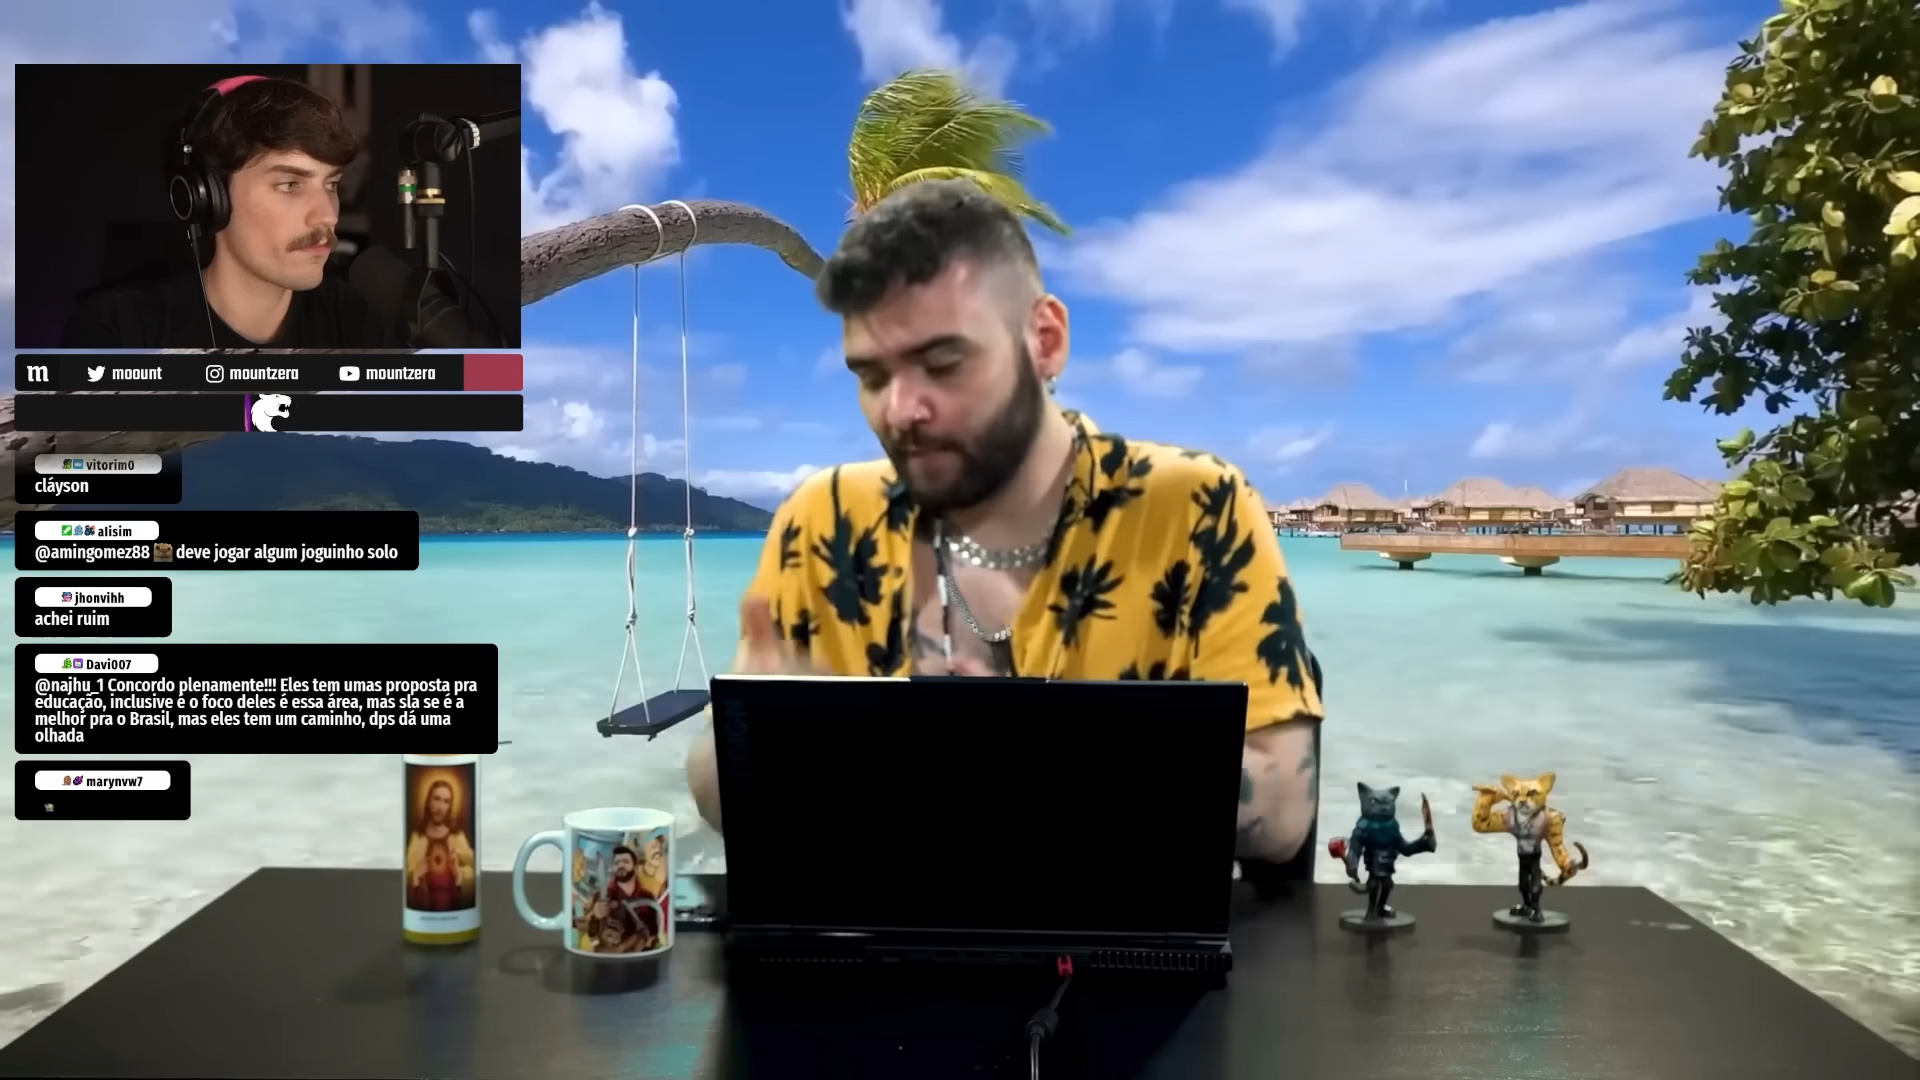 m moount mountzera mountzera
vitorim0
cláyson
alisim
@amingomez88 deve jogar algum joguinho solo
jhonvihh
achei ruim
Davi007
@najhu_1 Concordo plenamente!!! Eles tem umas proposta pra
educação, inclusive é o foco deles é essa área, mas sla se é a
melhor pra o Brasil, mas eles tem um caminho, dps dá uma
olhada
marynvw7